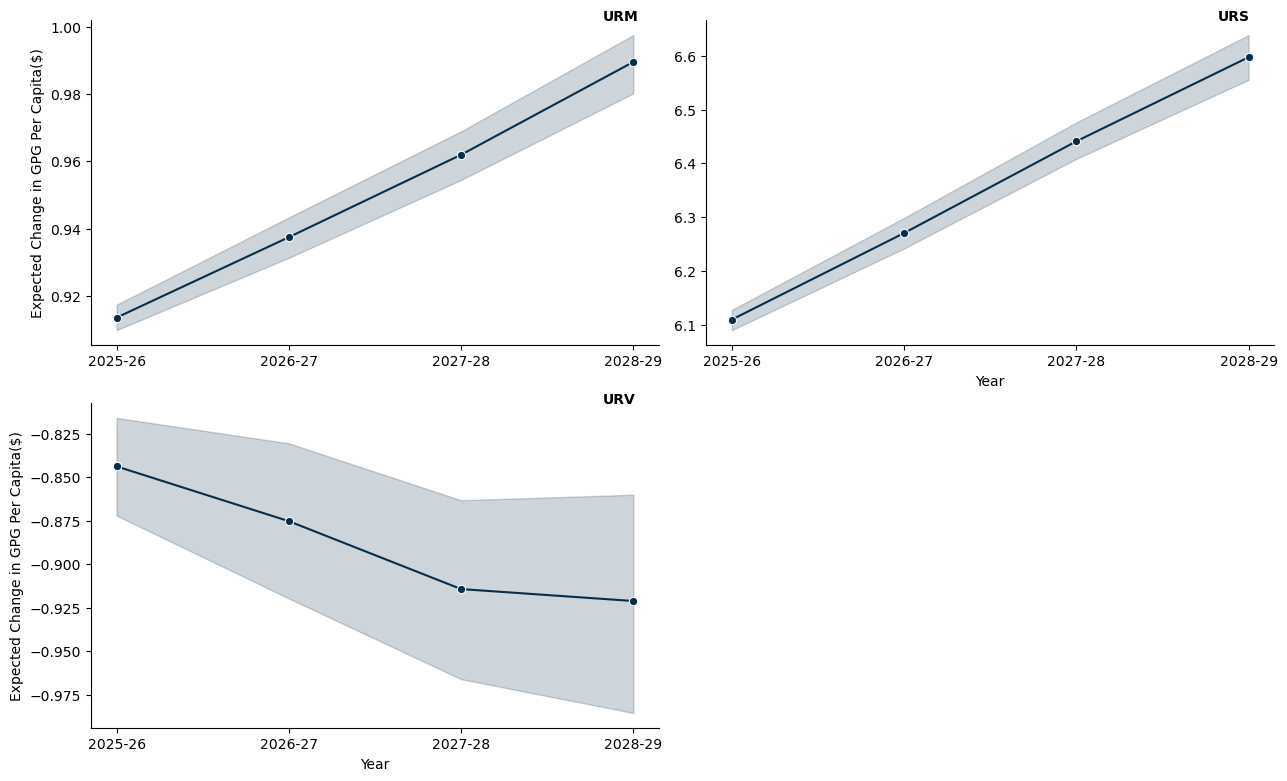 URM
Expected Change in GPG Per Capita($)
1.00
0.98
0.96
0.94
0.92
2025-26 2026-27 2027-28 2028-29
URS
6.6
6.5
6.4
6.3
6.2
6.1
2025-26 2026-27 2027-28 2028-29
Year
URV
Expected Change in GPG Per Capita($)
−0.825
−0.850
−0.875
−0.900
−0.925
−0.950
−0.975
2025-26 2026-27 2027-28 2028-29
Year